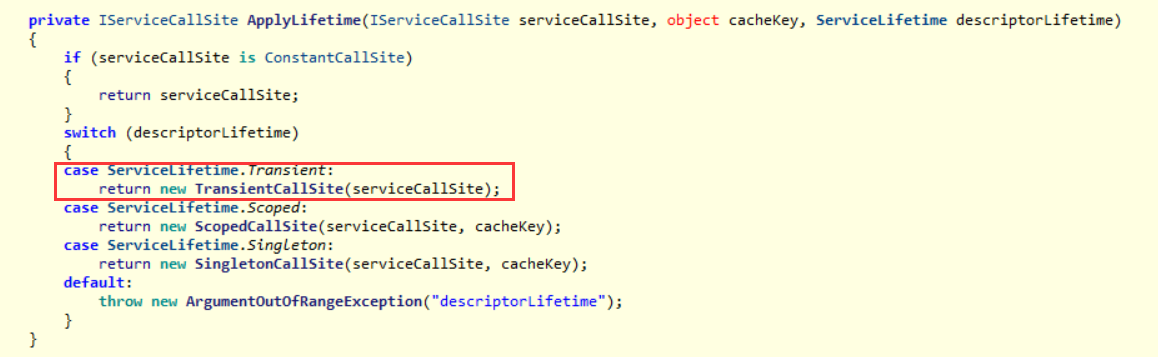 private IServiceCallSite ApplyLifetime(IServiceCallSite serviceCallSite, object cacheKey, ServiceLifetime descriptorLifetime)
{
    if (serviceCallSite is ConstantCallSite)
    {
        return serviceCallSite;
    }
    switch (descriptorLifetime)
    {
    case ServiceLifetime.Transient:
        return new TransientCallSite(serviceCallSite);
    case ServiceLifetime.Scoped:
        return new ScopedCallSite(serviceCallSite, cacheKey);
    case ServiceLifetime.Singleton:
        return new SingletonCallSite(serviceCallSite, cacheKey);
    default:
        throw new ArgumentOutOfRangeException("descriptorLifetime");
    }
}